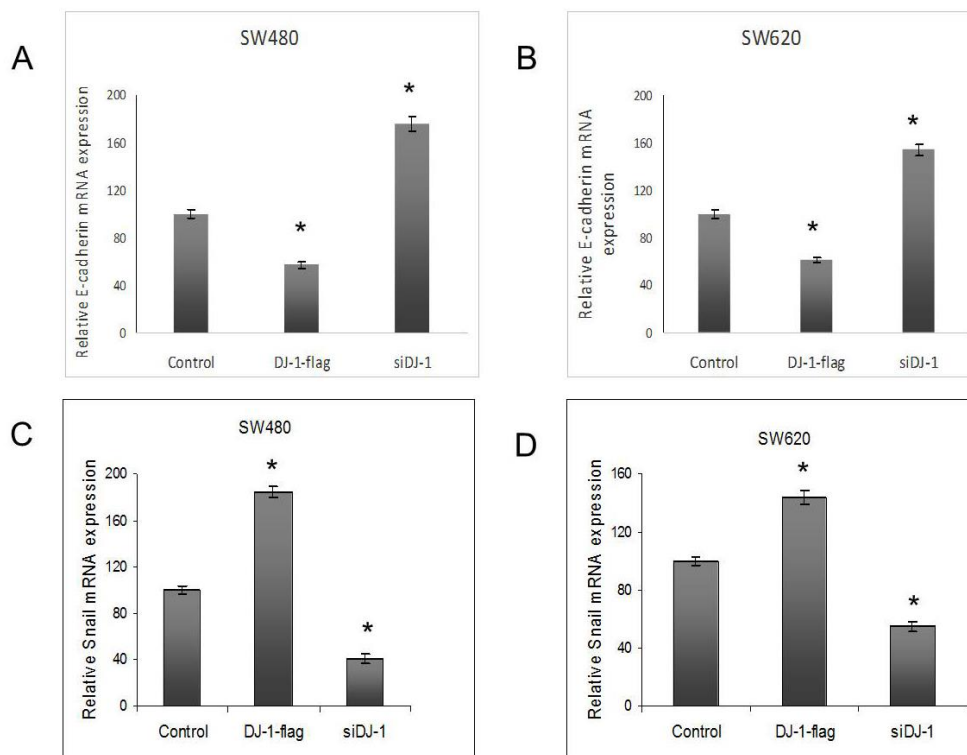 A
SW480
Relative E-cadherin mRNA expression
200
160
120
80
40
0
*
*
Control
DJ-1-flag
siDJ-1
B
SW620
Relative E-cadherin mRNA
expression
200
160
120
80
40
0
*
*
Control
DJ-1-flag
siDJ-1
C
SW480
Relative Snail mRNA expression
200
160
120
80
40
0
*
*
Control
DJ-1-flag
siDJ-1
D
SW620
Relative Snail mRNA expression
160
120
80
40
0
*
*
Control
DJ-1-flag
siDJ-1